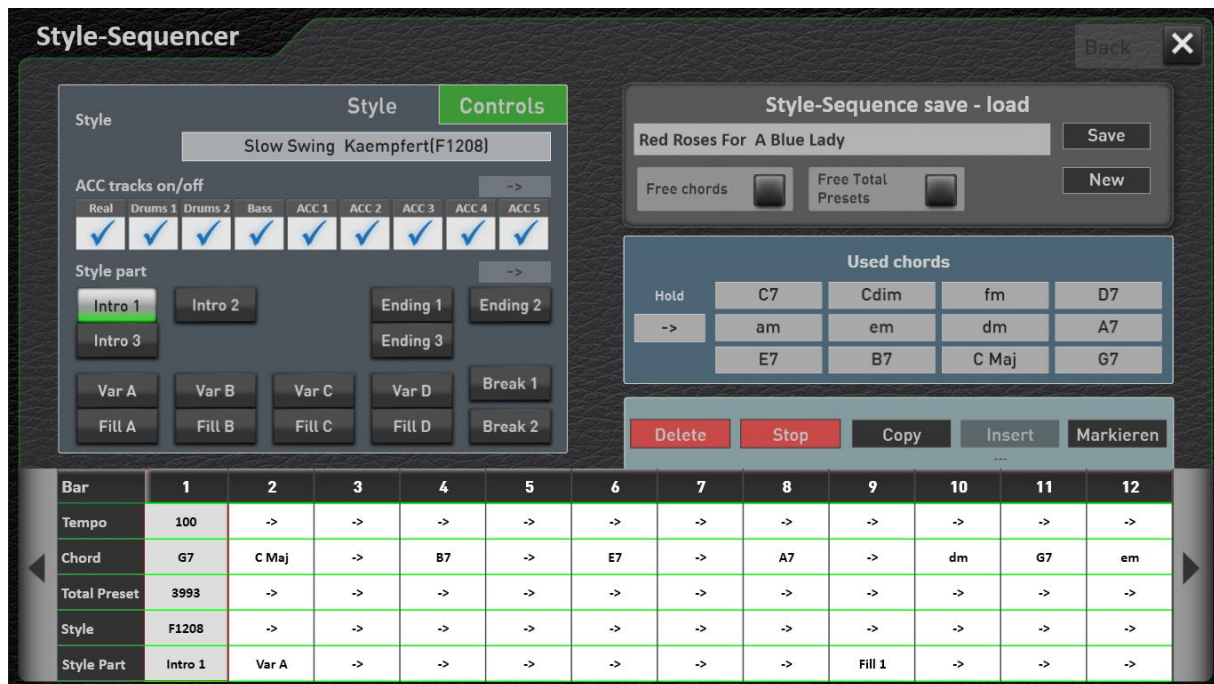 Style-Sequencer
Back
Style Controls
Style
Slow Swing Kaempfert(F1208)
ACC tracks on/off ->
Real Drums 1 Drums 2 Bass ACC 1 ACC 2 ACC 3 ACC 4 ACC 5
Style part ->
Intro 1 Intro 2 Ending 1 Ending 2
Intro 3 Ending 3
Var A Var B Var C Var D Break 1
Fill A Fill B Fill C Fill D Break 2
Style-Sequence save - load
Red Roses For A Blue Lady Save
Free chords Free Total Presets New
Used chords
Hold C7 Cdim fm D7
-> am em dm A7
E7 B7 C Maj G7
Delete Stop Copy Insert Markieren
---
Bar 1 2 3 4 5 6 7 8 9 10 11 12
Tempo 100 -> -> -> -> -> -> -> -> -> -> ->
Chord G7 C Maj -> B7 -> E7 -> A7 -> dm G7 em
Total Preset 3993 -> -> -> -> -> -> -> -> -> -> ->
Style F1208 -> -> -> -> -> -> -> -> -> -> ->
Style Part Intro 1 Var A -> -> -> -> -> -> Fill 1 -> -> ->